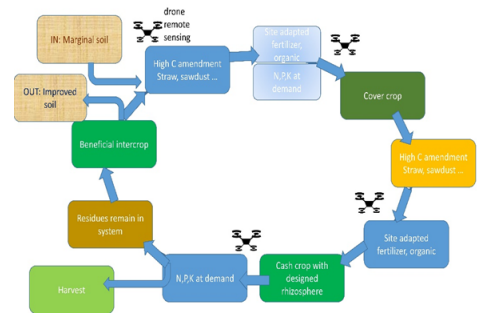 drone
remote
sensing
IN: Marginal soil
High C amendment
Straw, sawdust ...
Site adapted
fertilizer,
organic
N,P,K at
demand
Cover crop
High C amendment
Straw, sawdust ...
Site adapted
fertilizer, organic
Cash crop with
designed
rhizosphere
N,P,K at demand
Harvest
Residues remain in
system
Beneficial intercrop
OUT: Improved
soil